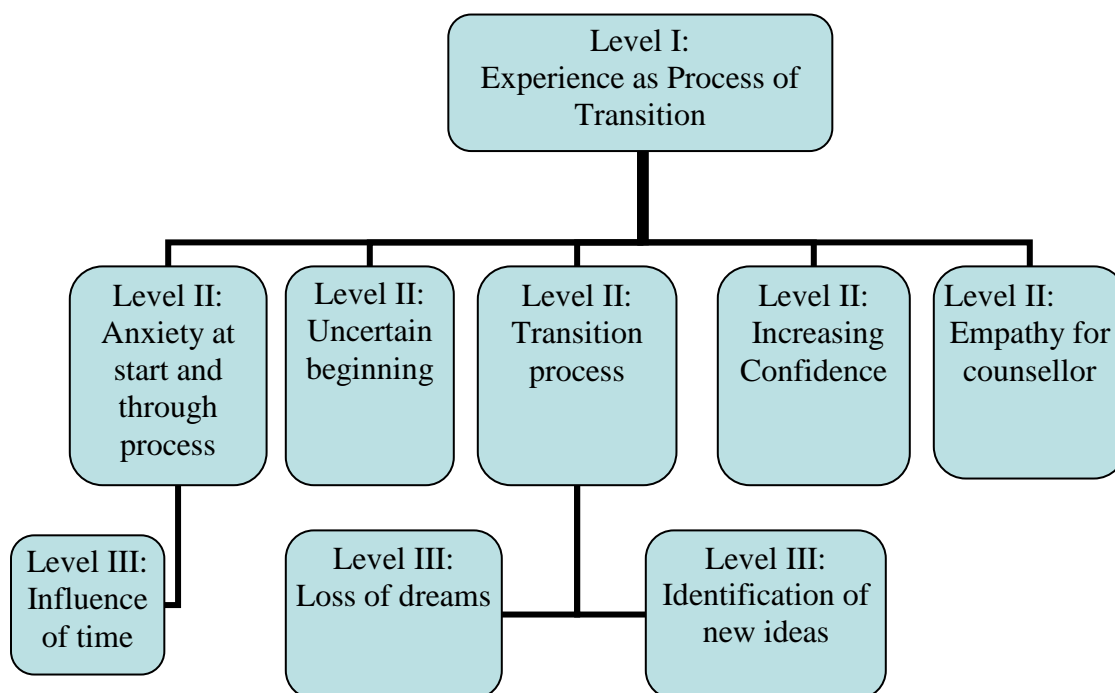 Level I:
Experience as Process of
Transition
Level II:
Anxiety at
start and
through
process
Level II:
Uncertain
beginning
Level II:
Transition
process
Level II:
Increasing
Confidence
Level II:
Empathy for
counsellor
Level III:
Influence
of time
Level III:
Loss of dreams
Level III:
Identification of
new ideas